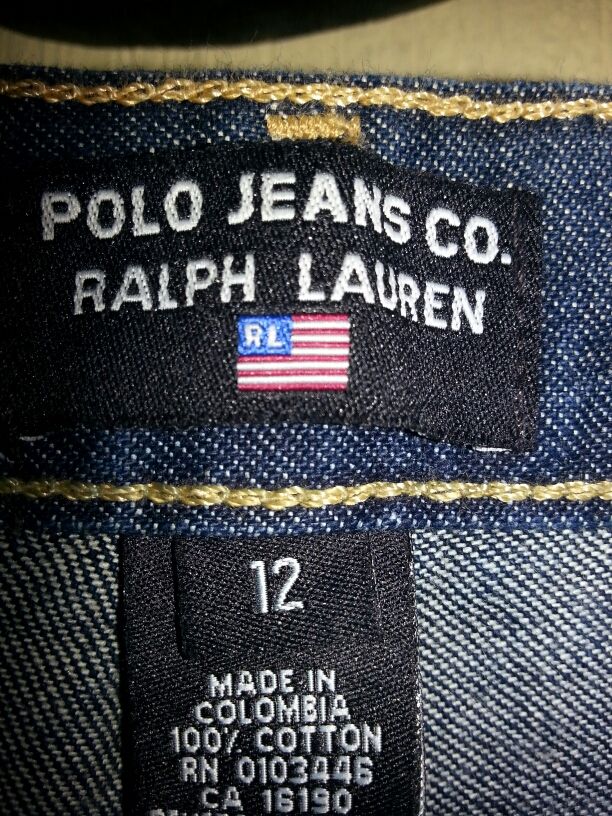 POLO JEANS CO.
RALPH LAUREN
RL
12
MADE IN
COLOMBIA
100% COTTON
RN 0103446
CA 16190